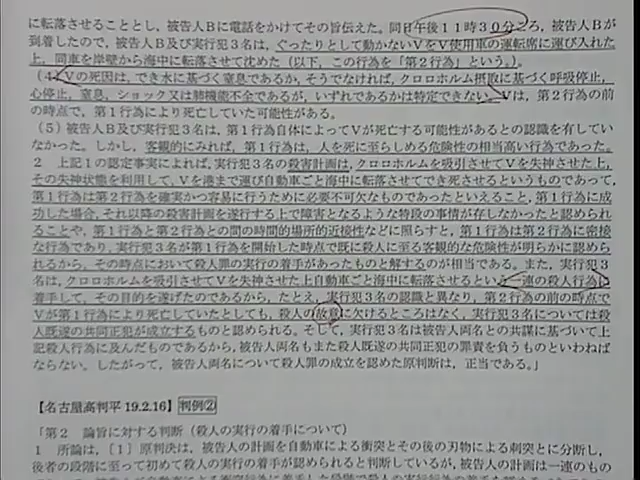 に転落させることとし、被告人Bに電話をかけてその旨伝えた。同日午後11時30分ころ、被告人Bが
到着したので、被告人B及び実行犯3名は、ぐったりとして動かないVをV使用車の運転席に運び入れた
上、同車を岸壁から海中に転落させて沈めた(以下、この行為を「第2行為」という。)。
(4) Vの死因は、でき水に基づく窒息であるか、そうでなければ、クロロホルム摂取に基づく呼吸停止、
心停止、窒息、ショック又は肺機能不全であるが、いずれであるかは特定できない。Vは、第2行為の前
の時点で、第1行為により死亡していた可能性がある。
(5) 被告人B及び実行犯3名は、第1行為自体によってVが死亡する可能性があるとの認識を有してい
なかった。しかし、客観的にみれば、第1行為は、人を死に至らしめる危険性の相当高い行為であった。
2 上記1の認定事実によれば、実行犯3名の殺害計画は、クロロホルムを吸引させてVを失神させた上、
その失神状態を利用して、Vを港まで運び自動車ごと海中に転落させてでき死させるというものであって、
第1行為は第2行為を確実かつ容易に行うために必要不可欠なものであったといえること、第1行為に成
功した場合、それ以降の殺害計画を遂行する上で障害となるような特段の事情が存しなかったと認められ
ることや、第1行為と第2行為との間の時間的場所的近接性などに照らすと、第1行為は第2行為に密接
な行為であり、実行犯3名が第1行為を開始した時点で既に殺人に至る客観的な危険性が明らかに認めら
れるから、その時点において殺人罪の実行の着手があったものと解するのが相当である。また、実行犯3
名は、クロロホルムを吸引させてVを失神させた上自動車ごと海中に転落させるという一連の殺人行為に
着手して、その目的を遂げたのであるから、たとえ、実行犯3名の認識と異なり、第2行為の前の時点で
Vが第1行為により死亡していたとしても、殺人の故意に欠けるところはなく、実行犯3名については殺
人既遂の共同正犯が成立するものと認められる。そして、実行犯3名は被告人両名との共謀に基づいて上
記殺人行為に及んだものであるから、被告人両名もまた殺人既遂の共同正犯の罪責を負うものといわねば
ならない。したがって、被告人両名について殺人罪の成立を認めた原判断は、正当である。」
【名古屋高判平19.2.16】判例②
「第2 論旨に対する判断(殺人の実行の着手について)
1 所論は、[1] 原判決は、被告人の計画を自動車による衝突とその後の刃物による刺突とに分断し、
後者の段階に至って初めて殺人の実行の着手が認められると判断しているが、被告人の計画は一連のもの